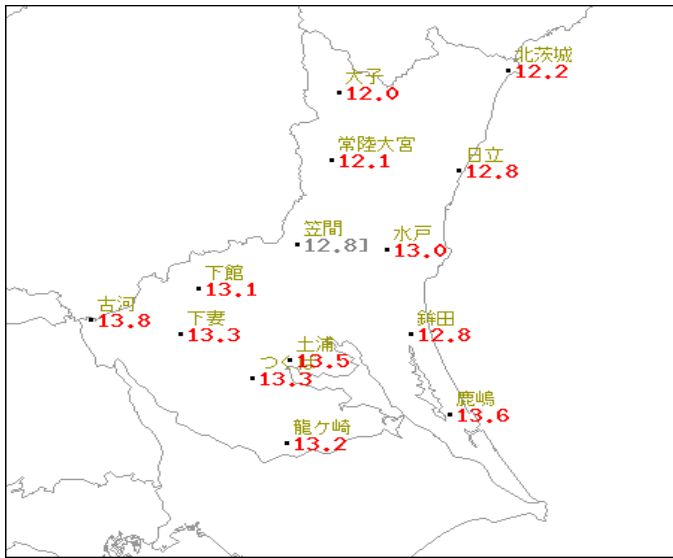 北茨城
12.2
大子
12.0
常陸大宮
12.1
日立
12.8
笠間
12.8]
水戸
13.0
下館
13.1
古河
13.8
下妻
13.3
鉾田
12.8
土浦
13.5
つくば
13.3
鹿嶋
13.6
龍ケ崎
13.2